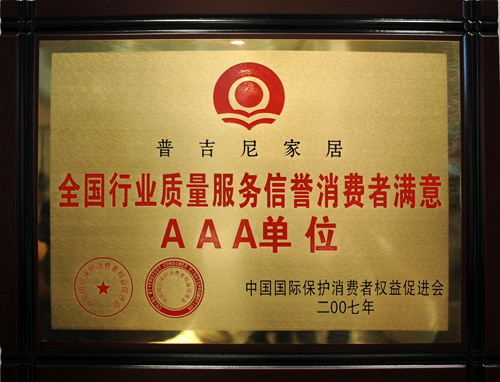 普吉尼家居
全国行业质量服务信誉消费者满意
AAA单位
中国国际保护消费者权益促进会
二〇〇七年